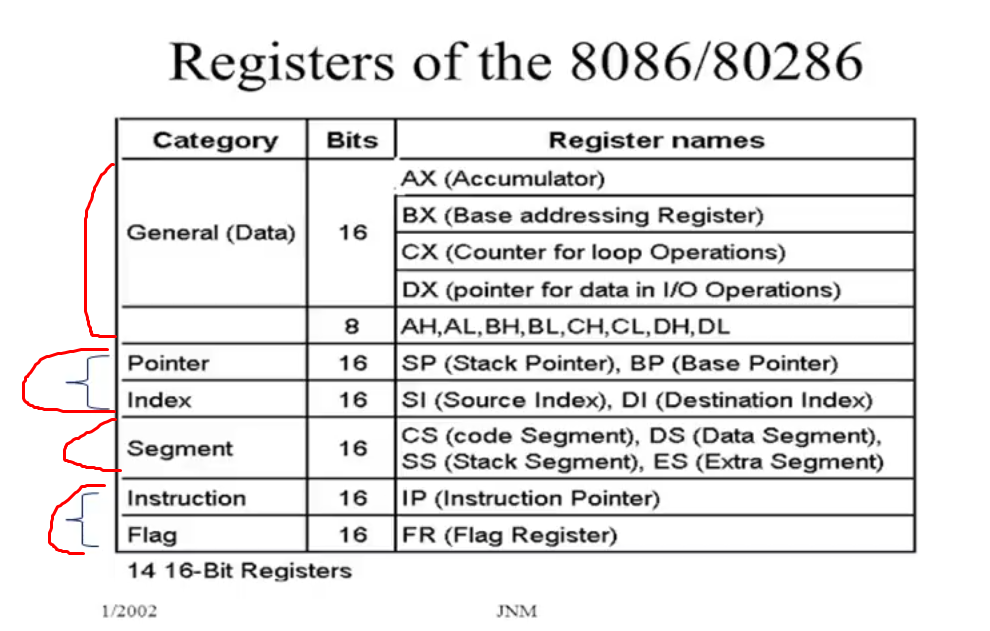 Registers of the 8086/80286
Category Bits Register names
General (Data) 16 AX (Accumulator)
BX (Base addressing Register)
CX (Counter for loop Operations)
DX (pointer for data in I/O Operations)
8 AH,AL,BH,BL,CH,CL,DH,DL
Pointer 16 SP (Stack Pointer), BP (Base Pointer)
Index 16 SI (Source Index), DI (Destination Index)
Segment 16 CS (code Segment), DS (Data Segment),
SS (Stack Segment), ES (Extra Segment)
Instruction 16 IP (Instruction Pointer)
Flag 16 FR (Flag Register)
14 16-Bit Registers
1/2002 JNM